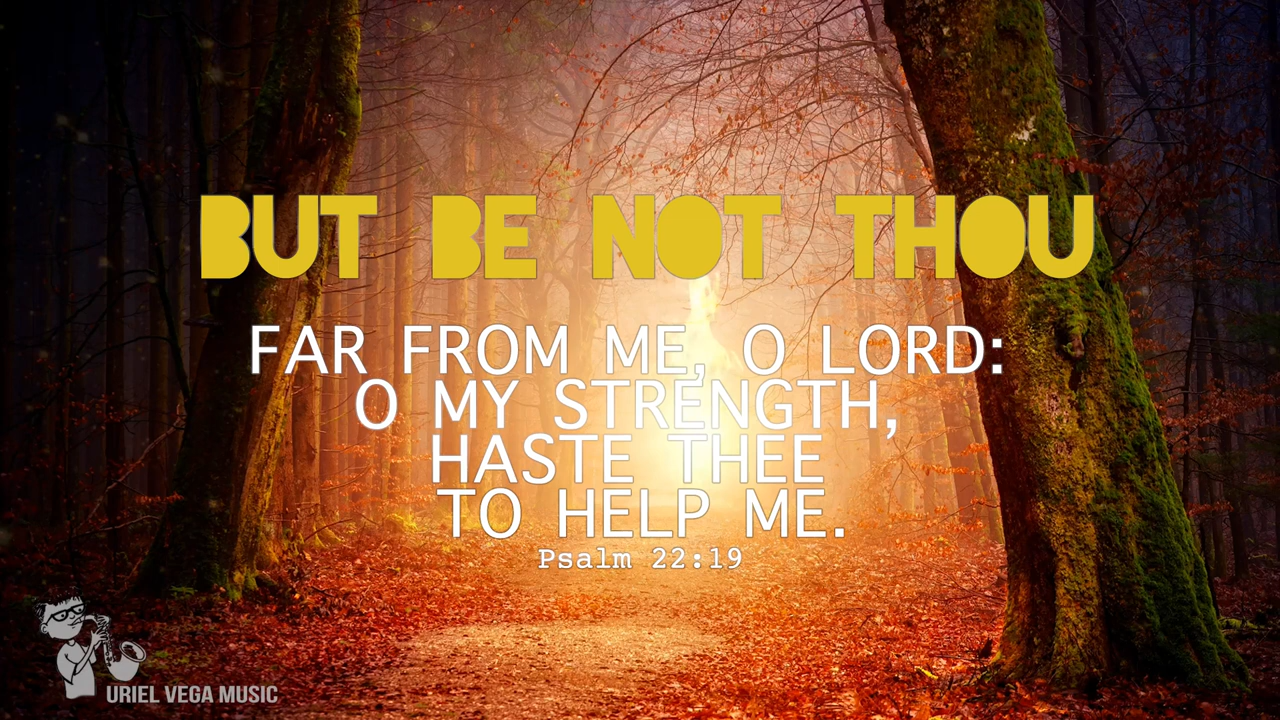 BUT BE NOT THOU
FAR FROM ME, O LORD:
O MY STRENGTH,
HASTE THEE
TO HELP ME.
Psalm 22:19
URIEL VEGA MUSIC